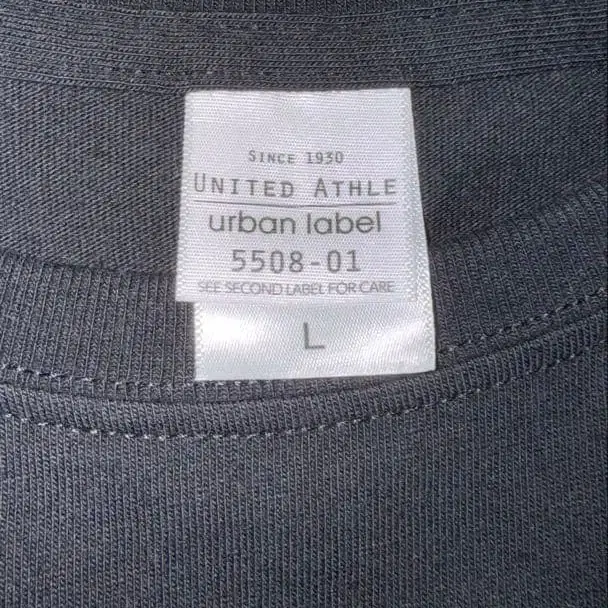 SINCE 1930
UNITED ATHLE
urban label
5508-01
SEE SECOND LABEL FOR CARE
L